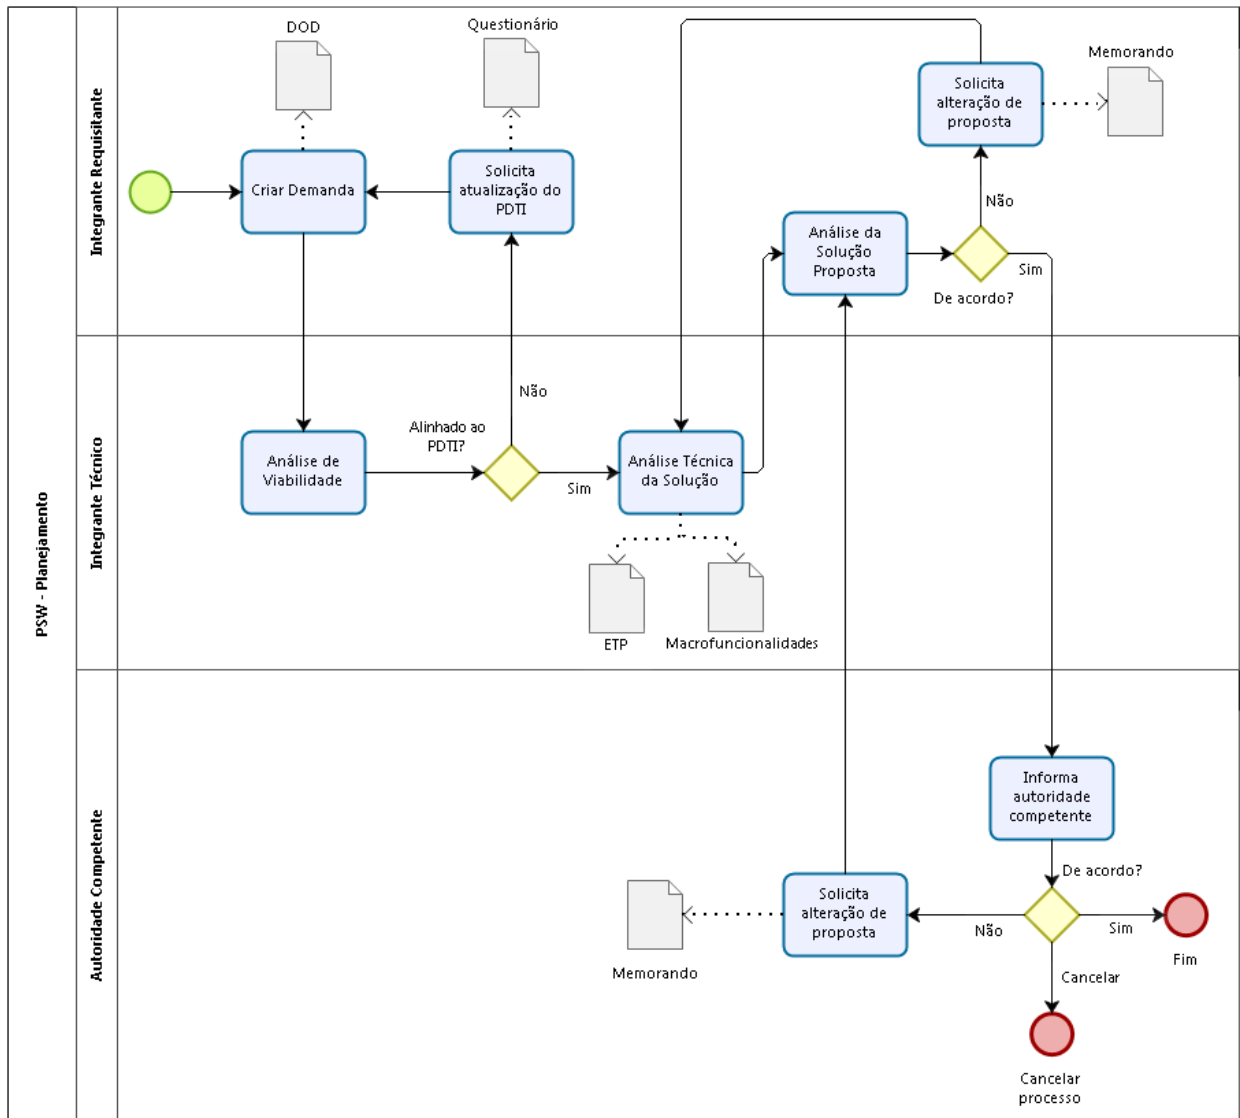 PSW - Planejamento
Integrante Requisitante
DOD
Questionário
Memorando
Criar Demanda
Solicita
atualização do
PDTI
Solicita
alteração de
proposta
Não
Análise da
Solução
Proposta
Sim
De acordo?
Integrante Técnico
Não
Alinhado ao
PDTI?
Análise de
Viabilidade
Sim
Análise Técnica
da Solução
ETP
Macrofuncionalidades
Autoridade Competente
Informa
autoridade
competente
De acordo?
Solicita
alteração de
proposta
Não
Sim
Memorando
Fim
Cancelar
Cancelar
processo